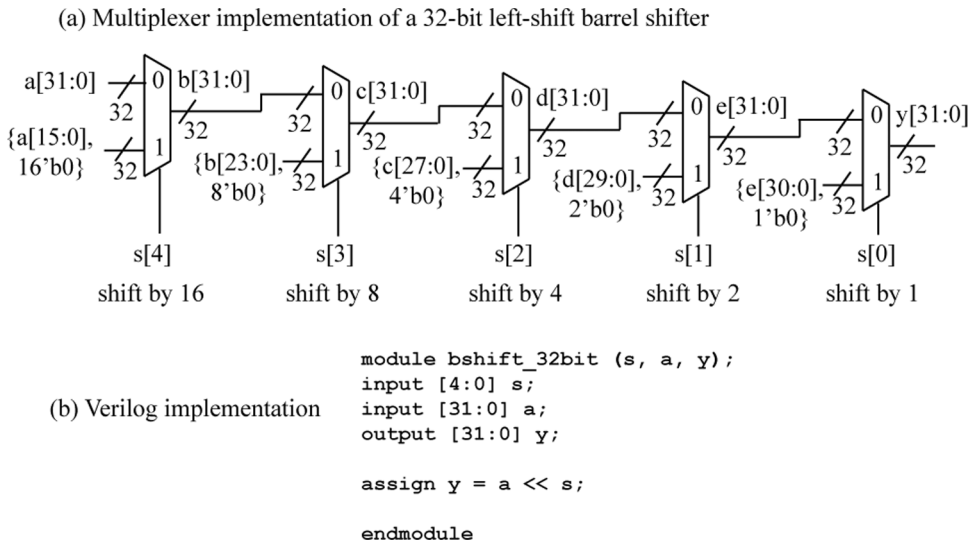 (a) Multiplexer implementation of a 32-bit left-shift barrel shifter
a[31:0]
32
{a[15:0],
16’b0}
32
0
1
b[31:0]
32
s[4]
shift by 16
32
{b[23:0],
8’b0}
32
0
1
c[31:0]
32
s[3]
shift by 8
32
{c[27:0],
4’b0}
32
0
1
d[31:0]
32
s[2]
shift by 4
32
{d[29:0],
2’b0}
32
0
1
e[31:0]
32
s[1]
shift by 2
32
{e[30:0],
1’b0}
32
0
1
y[31:0]
32
s[0]
shift by 1
(b) Verilog implementation
module bshift_32bit (s, a, y);
input [4:0] s;
input [31:0] a;
output [31:0] y;
assign y = a << s;
endmodule